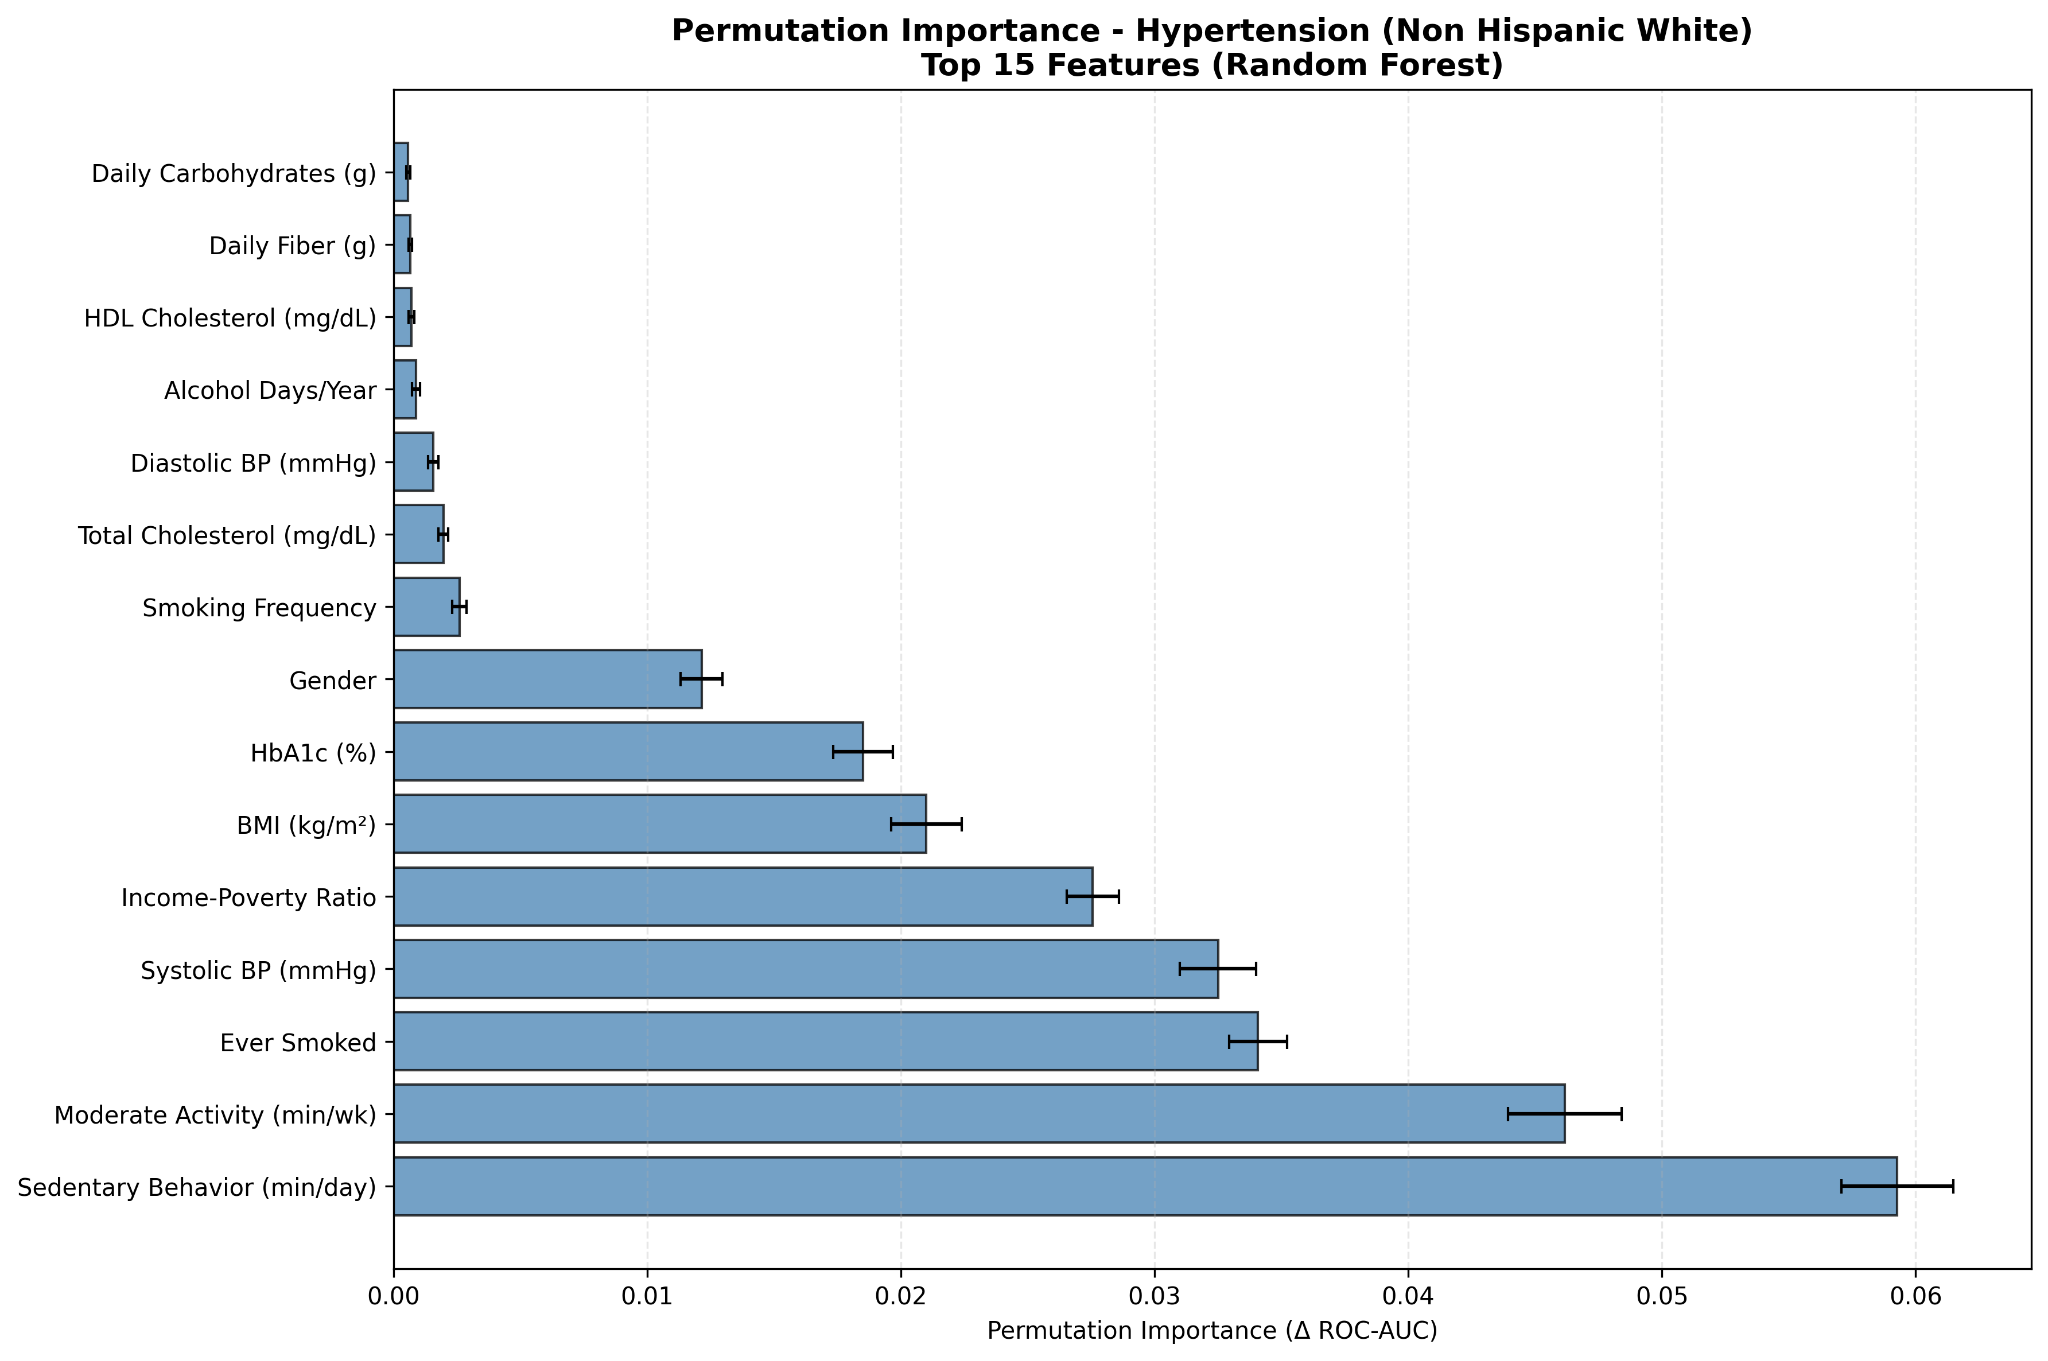 Permutation Importance - Hypertension (Non Hispanic White)
Top 15 Features (Random Forest)
Daily Carbohydrates (g)
Daily Fiber (g)
HDL Cholesterol (mg/dL)
Alcohol Days/Year
Diastolic BP (mmHg)
Total Cholesterol (mg/dL)
Smoking Frequency
Gender
HbA1c (%)
BMI (kg/m²)
Income-Poverty Ratio
Systolic BP (mmHg)
Ever Smoked
Moderate Activity (min/wk)
Sedentary Behavior (min/day)
0.00 0.01 0.02 0.03 0.04 0.05 0.06
Permutation Importance (Δ ROC-AUC)